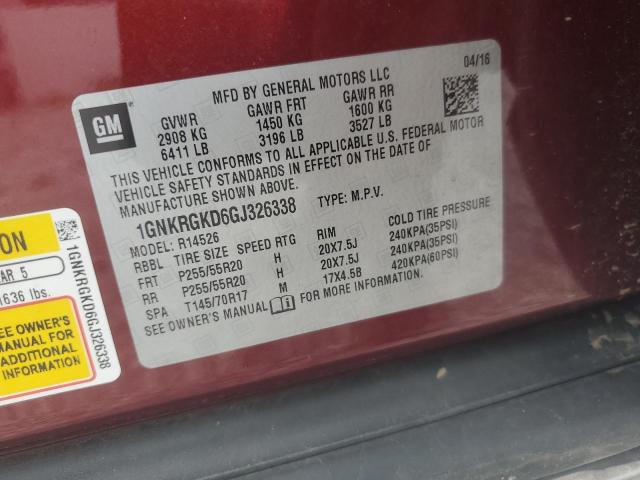 MFD BY GENERAL MOTORS LLC
04/16
GM
GVWR GAWR FRT GAWR RR
2908 KG 1450 KG 1600 KG
6411 LB 3196 LB 3527 LB
THIS VEHICLE CONFORMS TO ALL APPLICABLE U.S. FEDERAL MOTOR
VEHICLE SAFETY STANDARDS IN EFFECT ON THE DATE OF
MANUFACTURE SHOWN ABOVE.
1GNKRGKD6GJ326338 TYPE: M.P.V.
MODEL: R14526
RBBL TIRE SIZE SPEED RTG RIM COLD TIRE PRESSURE
FRT P255/55R20 H 20X7.5J 240KPA(35PSI)
RR P255/55R20 H 20X7.5J 240KPA(35PSI)
SPA T145/70R17 M 17X4.5B 420KPA(60PSI)
SEE OWNER'S MANUAL FOR MORE INFORMATION.
ON
AR 5
1636 lbs.
SEE OWNER'S
MANUAL FOR
ADDITIONAL
INFORMATION
1GNKRGKD6GJ326338